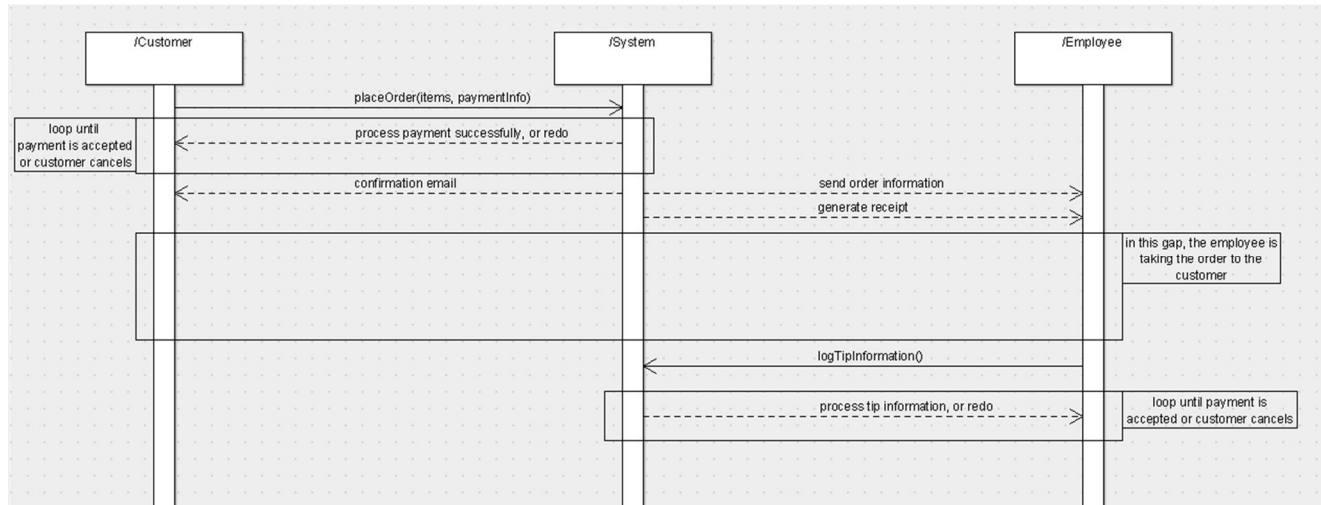 /Customer
/System
/Employee
placeOrder(items, paymentInfo)
loop until
payment is accepted
or customer cancels
process payment successfully, or redo
confirmation email
send order information
generate receipt
in this gap, the employee is
taking the order to the
customer
logTipInformation()
process tip information, or redo
loop until payment is
accepted or customer cancels